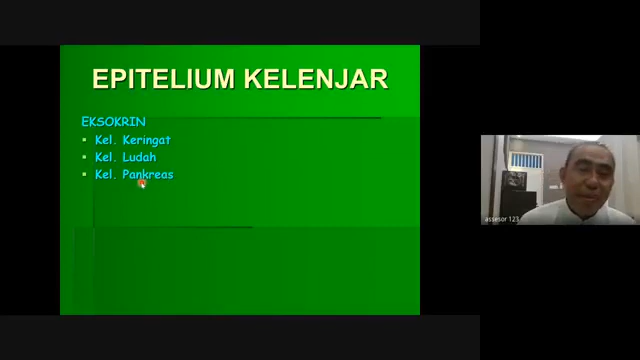 EPITELIUM KELENJAR
EKSOKRIN
Kel. Keringat
Kel. Ludah
Kel. Pankreas
assesor 123